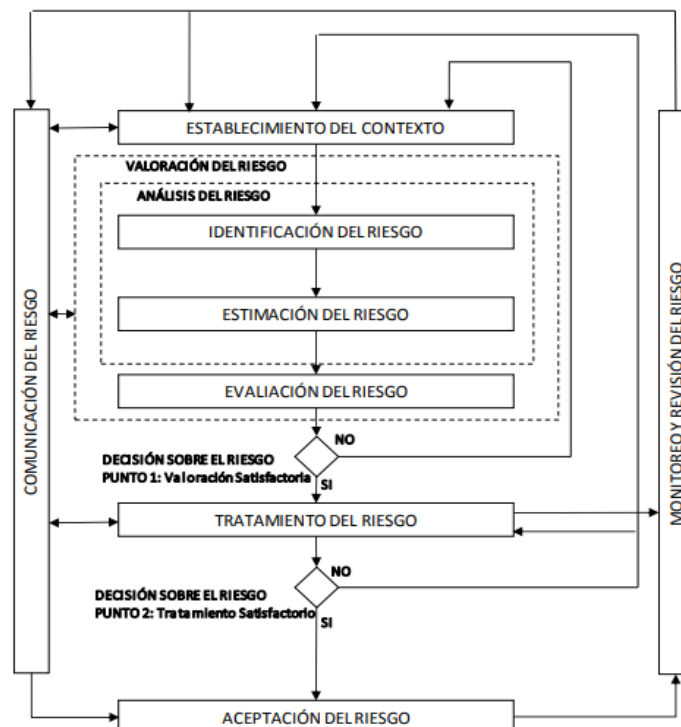 ESTABLECIMIENTO DEL CONTEXTO
VALORACIÓN DEL RIESGO
ANÁLISIS DEL RIESGO
IDENTIFICACIÓN DEL RIESGO
ESTIMACIÓN DEL RIESGO
EVALIACIÓN DEL RIESGO
NO
DECISIÓN SOBRE EL RIESGO
PUNTO 1: Valoración Satisfactoria
SI
TRATAMIENTO DEL RIESGO
NO
DECISIÓN SOBRE EL RIESGO
PUNTO 2: Tratamiento Satisfactorio
SI
ACEPTACIÓN DEL RIESGO
COMUNICACIÓN DEL RIESGO
MONITOREO Y REVISIÓN DEL RIESGO